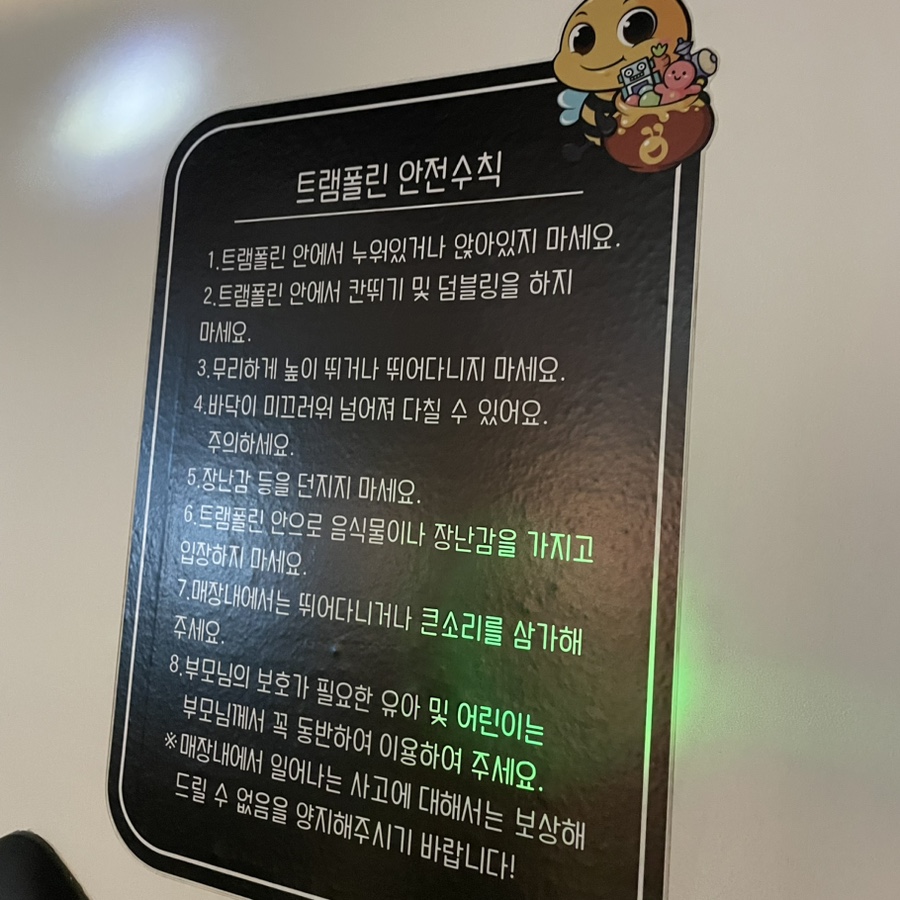 트램폴린 안전수칙
1.트램폴린 안에서 누워있거나 앉아있지 마세요.
2.트램폴린 안에서 칸뛰기 및 덤블링을 하지
마세요.
3.무리하게 높이 뛰거나 뛰어다니지 마세요.
4.바닥이 미끄러워 넘어져 다칠 수 있어요.
주의하세요.
5.장난감 등을 던지지 마세요.
6.트램폴린 안으로 음식물이나 장난감을 가지고
입장하지 마세요.
7.매장내에서는 뛰어다니거나 큰소리를 삼가해
주세요.
8.부모님의 보호가 필요한 유아 및 어린이는
부모님께서 꼭 동반하여 이용하여 주세요.
※매장내에서 일어나는 사고에 대해서는 보상해
드릴 수 없음을 양지해주시기 바랍니다!